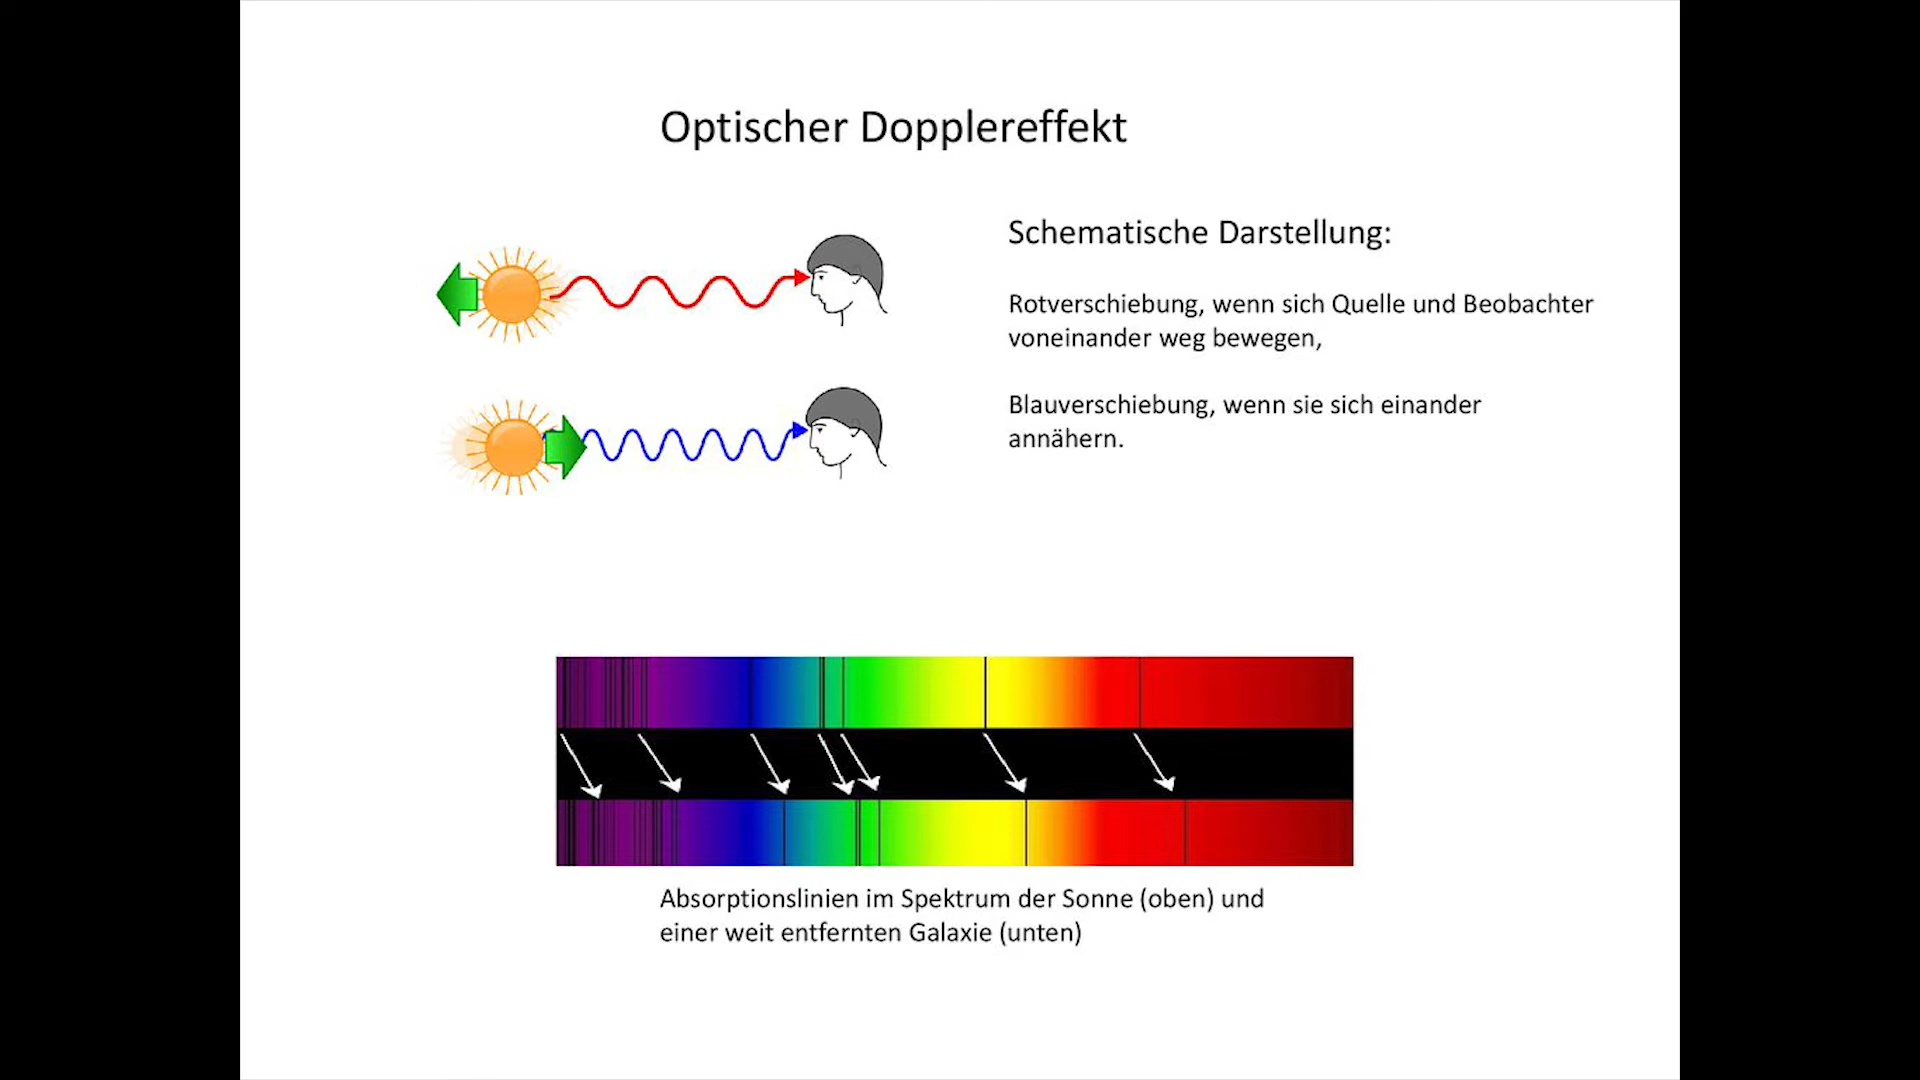 Optischer Dopplereffekt
Schematische Darstellung:
Rotverschiebung, wenn sich Quelle und Beobachter
voneinander weg bewegen,
Blauverschiebung, wenn sie sich einander
annähern.
Absorptionslinien im Spektrum der Sonne (oben) und
einer weit entfernten Galaxie (unten)